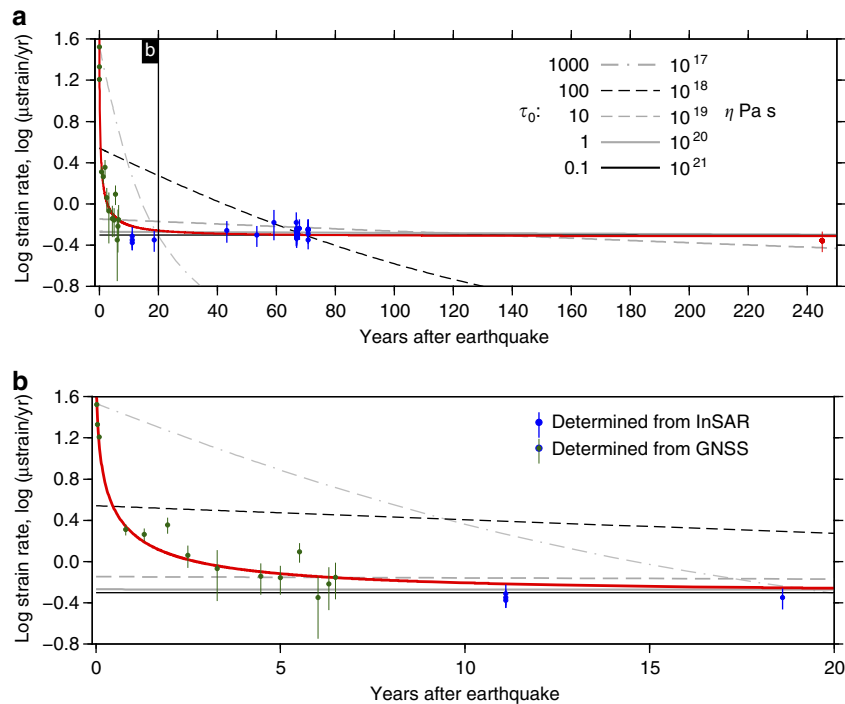 a
Log strain rate, log (μstrain/yr)
1.6
1.2
0.8
0.4
0.0
−0.4
−0.8
b
τ0:
1000 10^17
100 10^18
10 10^19 η Pa s
1 10^20
0.1 10^21
0 20 40 60 80 100 120 140 160 180 200 220 240
Years after earthquake
b
Log strain rate, log (μstrain/yr)
1.6
1.2
0.8
0.4
0.0
−0.4
−0.8
Determined from InSAR
Determined from GNSS
0 5 10 15 20
Years after earthquake